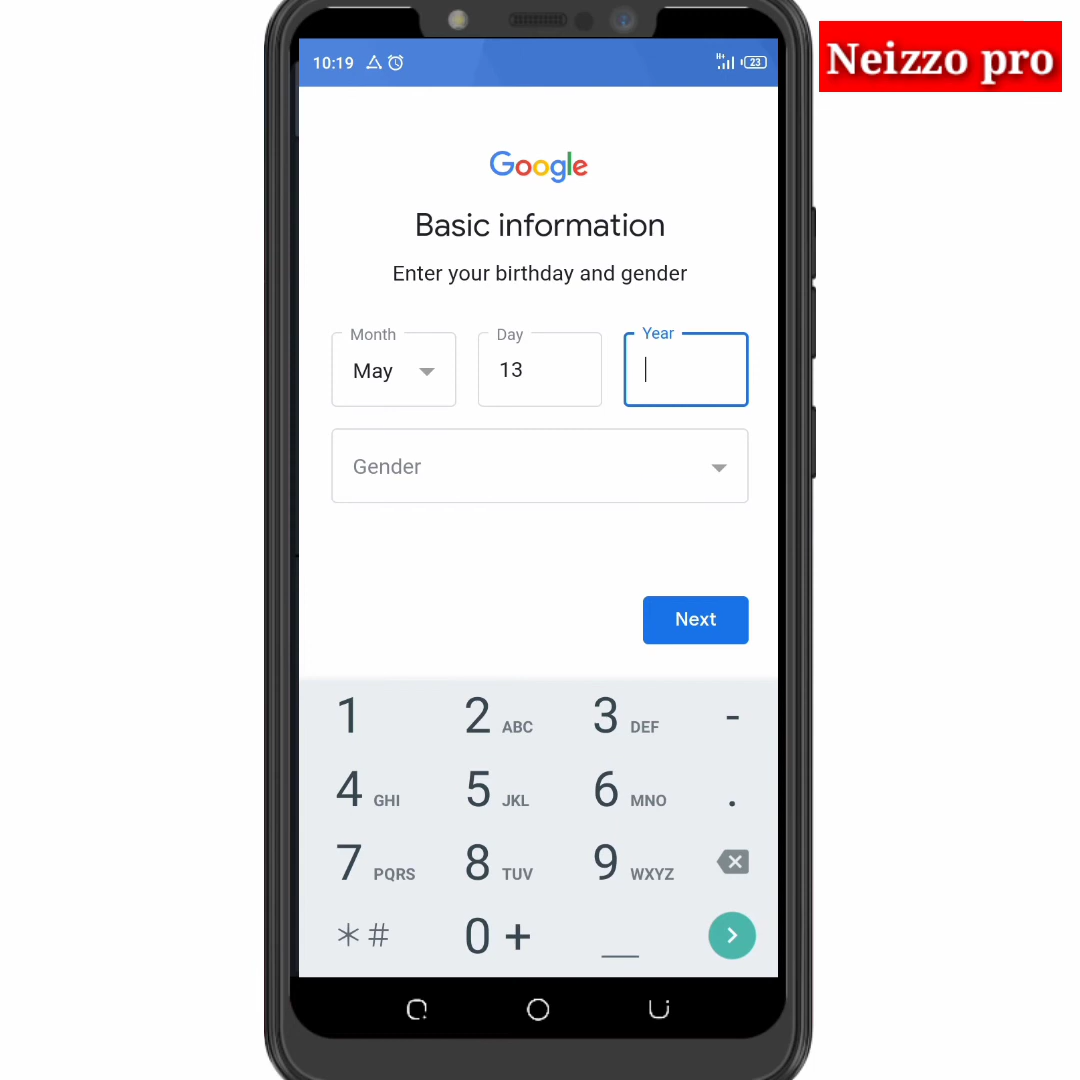 Neizzo pro
10:19
H+
23
Google
Basic information
Enter your birthday and gender
Month
Day
Year
May
13
Gender
Next
1 2 ABC 3 DEF -
4 GHI 5 JKL 6 MNO .
7 PQRS 8 TUV 9 WXYZ
*# 0 + _